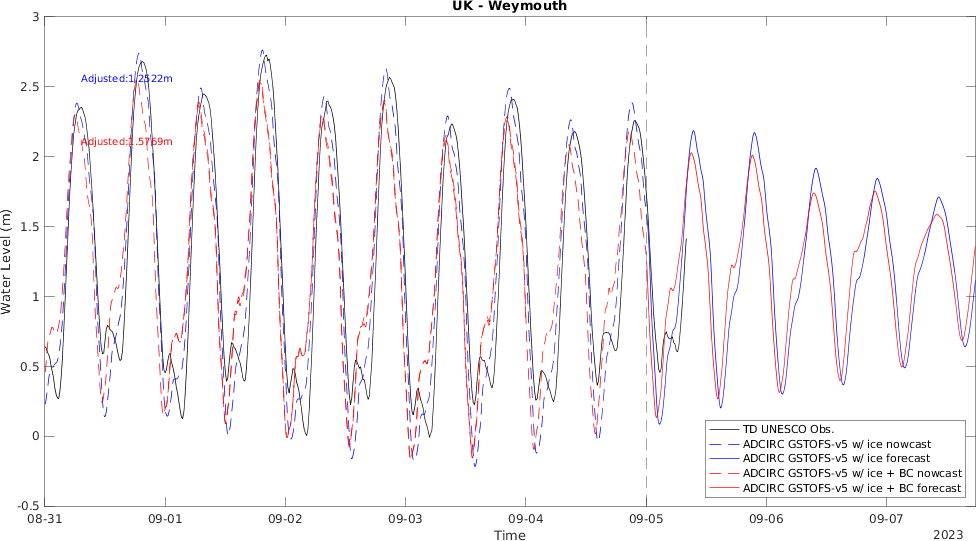 UK - Weymouth
3
2.5
2
1.5
1
0.5
0
-0.5
Water Level (m)
Adjusted:1.2522m
Adjusted:1.5769m
TD UNESCO Obs.
ADCIRC GSTOFS-v5 w/ ice nowcast
ADCIRC GSTOFS-v5 w/ ice forecast
ADCIRC GSTOFS-v5 w/ ice + BC nowcast
ADCIRC GSTOFS-v5 w/ ice + BC forecast
08-31 09-01 09-02 09-03 09-04 09-05 09-06 09-07
Time
2023